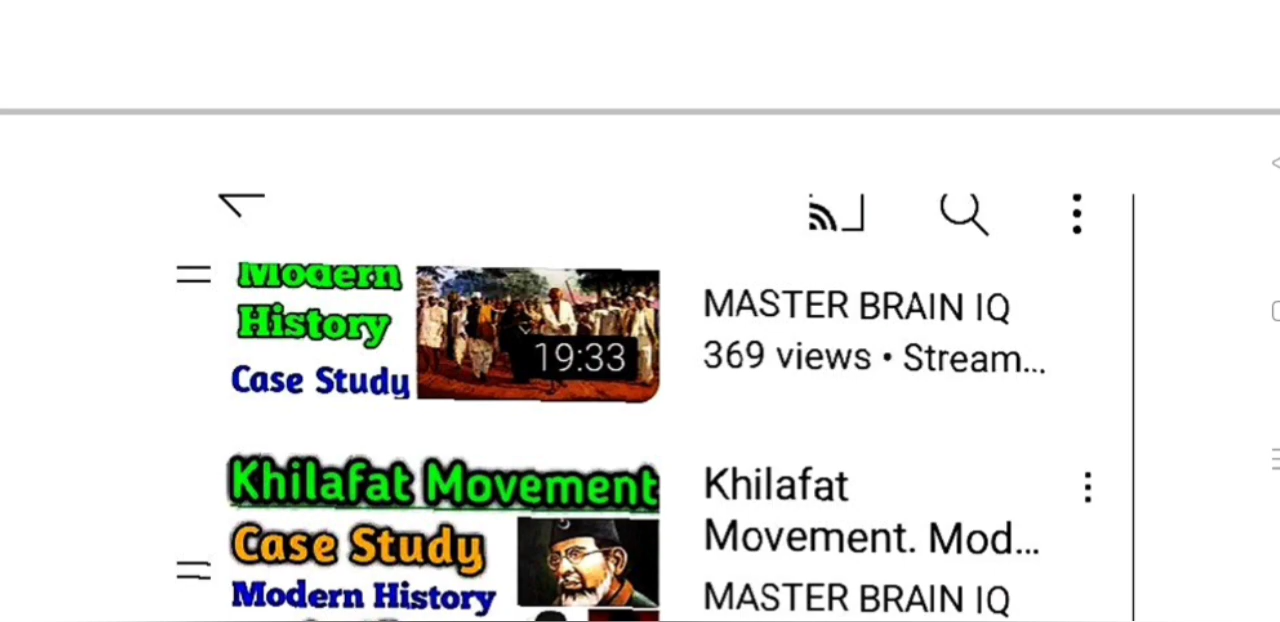 Modern
History
Case Study
19:33
MASTER BRAIN IQ
369 views • Stream...
Khilafat Movement
Case Study
Modern History
Khilafat
Movement. Mod...
MASTER BRAIN IQ